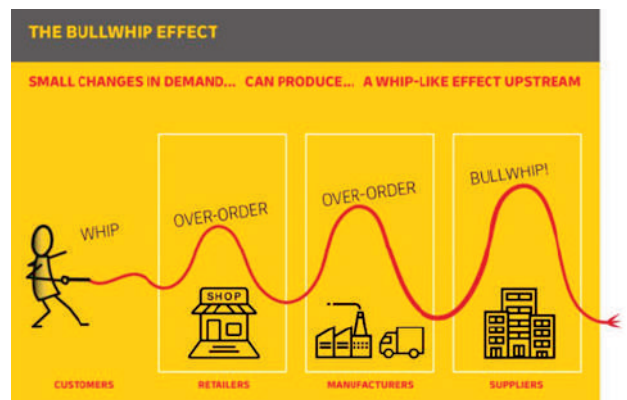 THE BULLWHIP EFFECT
SMALL CHANGES IN DEMAND... CAN PRODUCE... A WHIP-LIKE EFFECT UPSTREAM
WHIP
OVER-ORDER
OVER-ORDER
BULLWHIP!
SHOP
CUSTOMERS
RETAILERS
MANUFACTURERS
SUPPLIERS